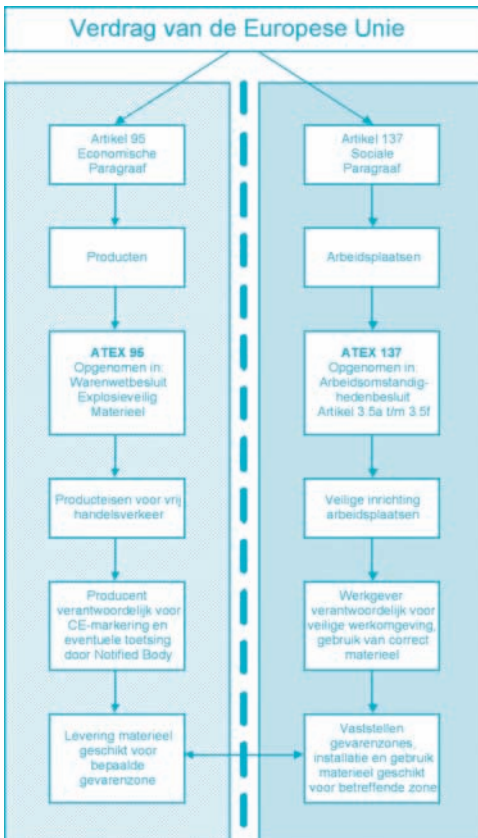 Verdrag van de Europese Unie
Artikel 95
Economische
Paragraaf
Producten
ATEX 95
Opgenomen in:
Warenwetbesluit
Explosieveilig
Materieel
Producteisen voor vrij
handelsverkeer
Producent
verantwoordelijk voor
CE-markering en
eventuele toetsing
door Notified Body
Levering materieel
geschikt voor
bepaalde
gevarenzone
Artikel 137
Sociale
Paragraaf
Arbeidsplaatsen
ATEX 137
Opgenomen in:
Arbeidsomstandig-
hedenbesluit
Artikel 3.5a t/m 3.5f
Veilige inrichting
arbeidsplaatsen
Werkgever
verantwoordelijk voor
veilige werkomgeving,
gebruik van correct
materieel
Vaststellen
gevarenzones,
installatie en gebruik
materieel geschikt
voor betreffende zone